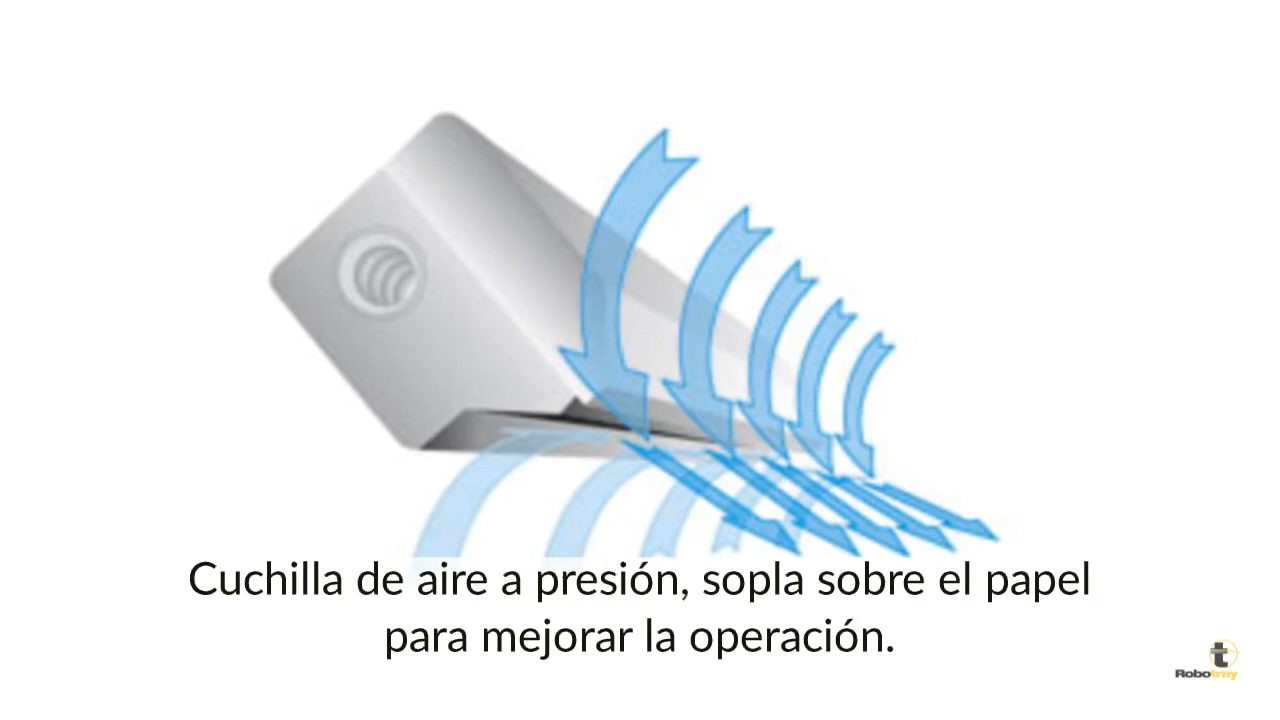 Cuchilla de aire a presión, sopla sobre el papel
para mejorar la operación.
t
Robotray